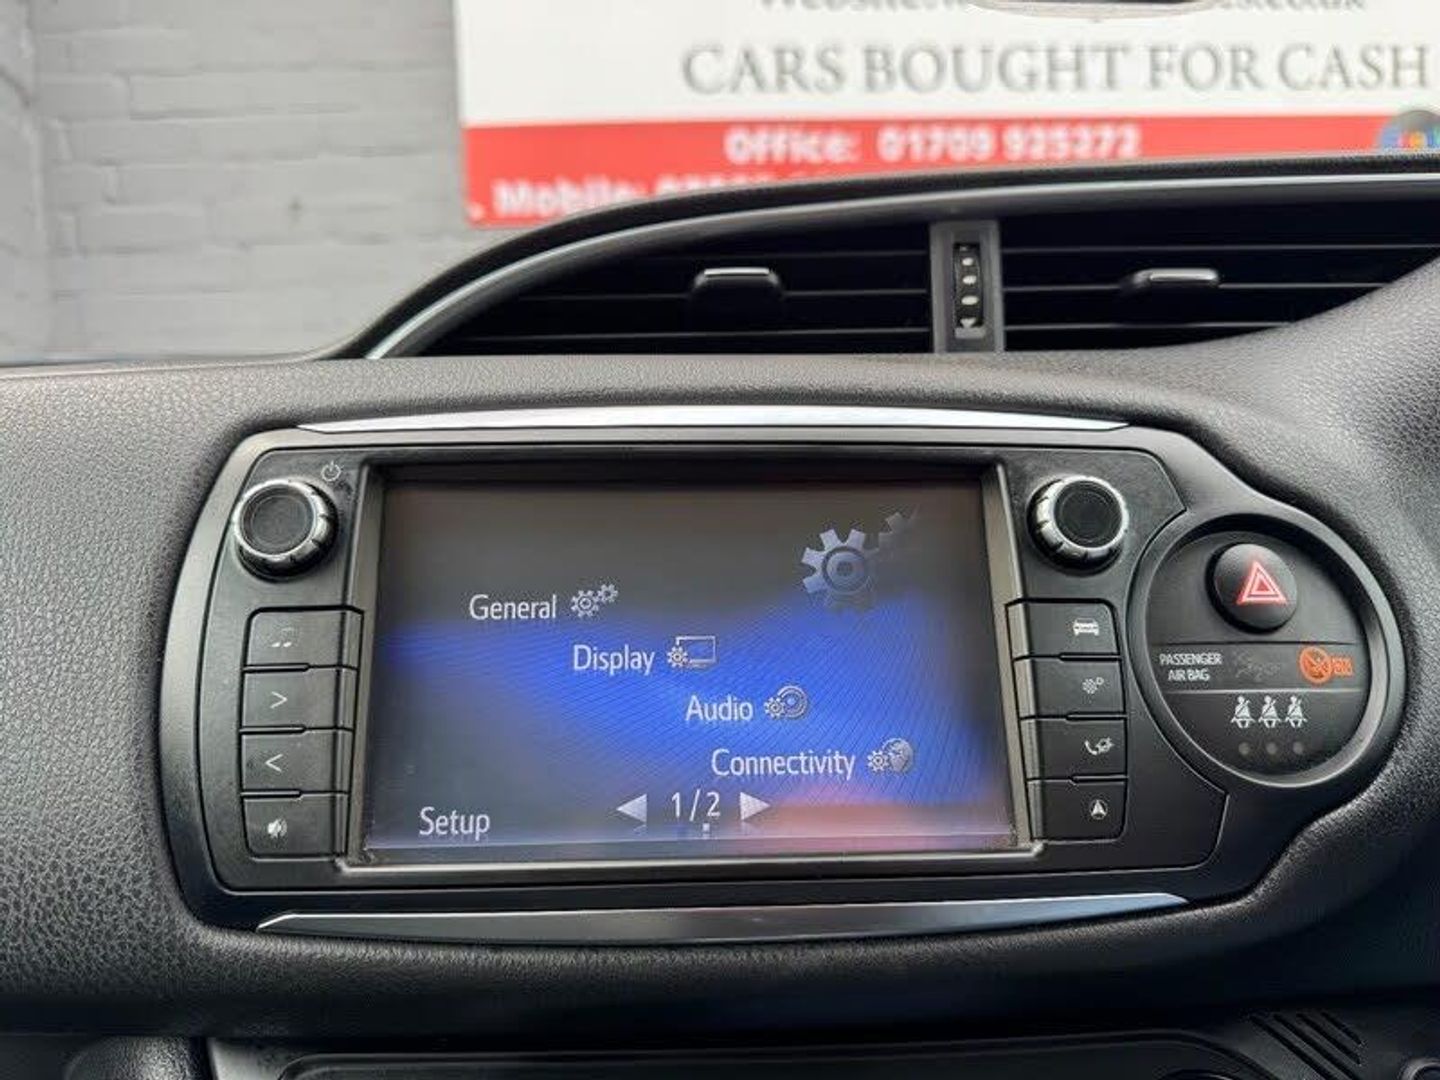 CARS BOUGHT FOR CASH
Office: 01709 925272
Mobile:
General
Display
Audio
Connectivity
Setup
1/2
PASSENGER
AIR BAG